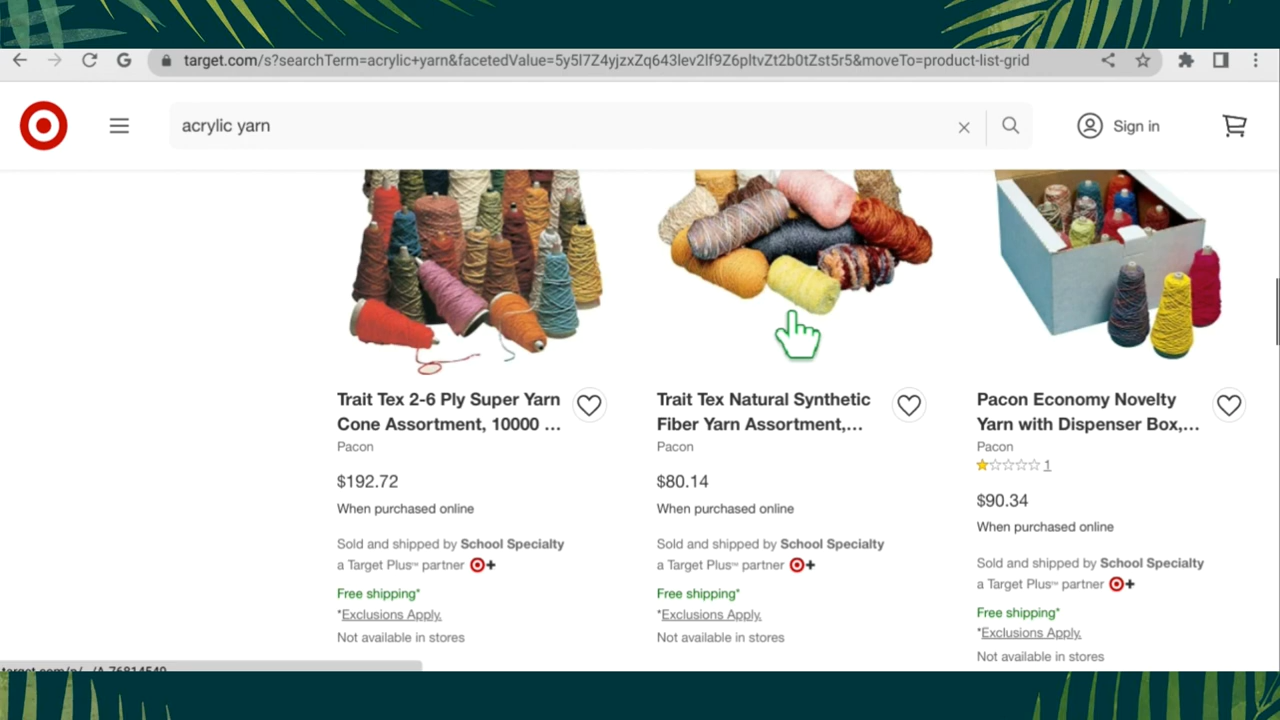 target.com/s?searchTerm=acrylic+yarn&facetedValue=5y5l7Z4yjzxZq643lev2lf9Z6pltvZt2b0tZst5r5&moveTo=product-list-grid
acrylic yarn
Sign in
Trait Tex 2-6 Ply Super Yarn
Cone Assortment, 10000 ...
Pacon
$192.72
When purchased online
Sold and shipped by School Specialty
a Target Plus™ partner
Free shipping*
*Exclusions Apply.
Not available in stores
Trait Tex Natural Synthetic
Fiber Yarn Assortment,...
Pacon
$80.14
When purchased online
Sold and shipped by School Specialty
a Target Plus™ partner
Free shipping*
*Exclusions Apply.
Not available in stores
Pacon Economy Novelty
Yarn with Dispenser Box,...
Pacon
1
$90.34
When purchased online
Sold and shipped by School Specialty
a Target Plus™ partner
Free shipping*
*Exclusions Apply.
Not available in stores